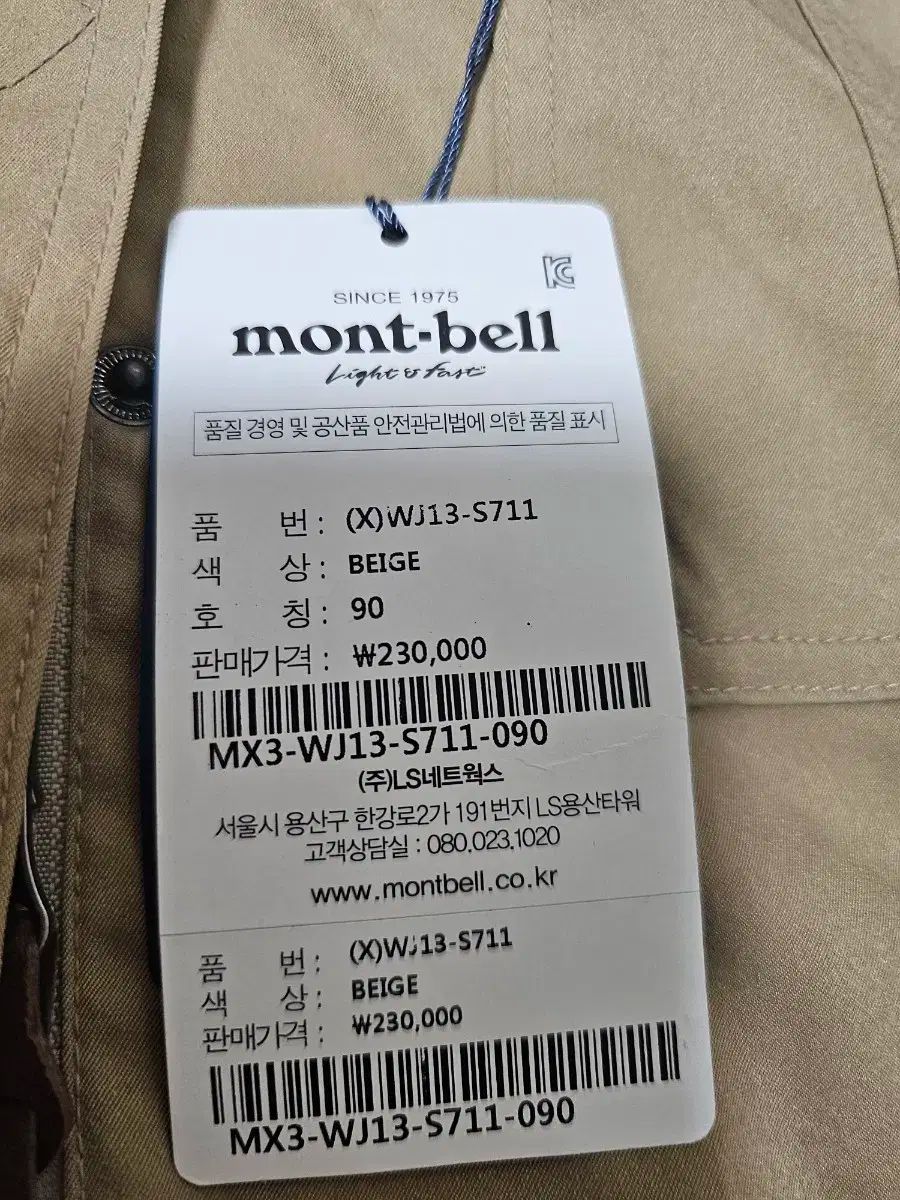 KC
SINCE 1975
mont-bell
Light & Fast
품질 경영 및 공산품 안전관리법에 의한 품질 표시
품 번 : (X)WJ13-S711
색 상 : BEIGE
호 칭 : 90
판매가격 : ₩230,000
MX3-WJ13-S711-090
(주)LS네트웍스
서울시 용산구 한강로2가 191번지 LS용산타워
고객상담실 : 080.023.1020
www.montbell.co.kr
품 번 : (X)WJ13-S711
색 상 : BEIGE
판매가격 : ₩230,000
MX3-WJ13-S711-090